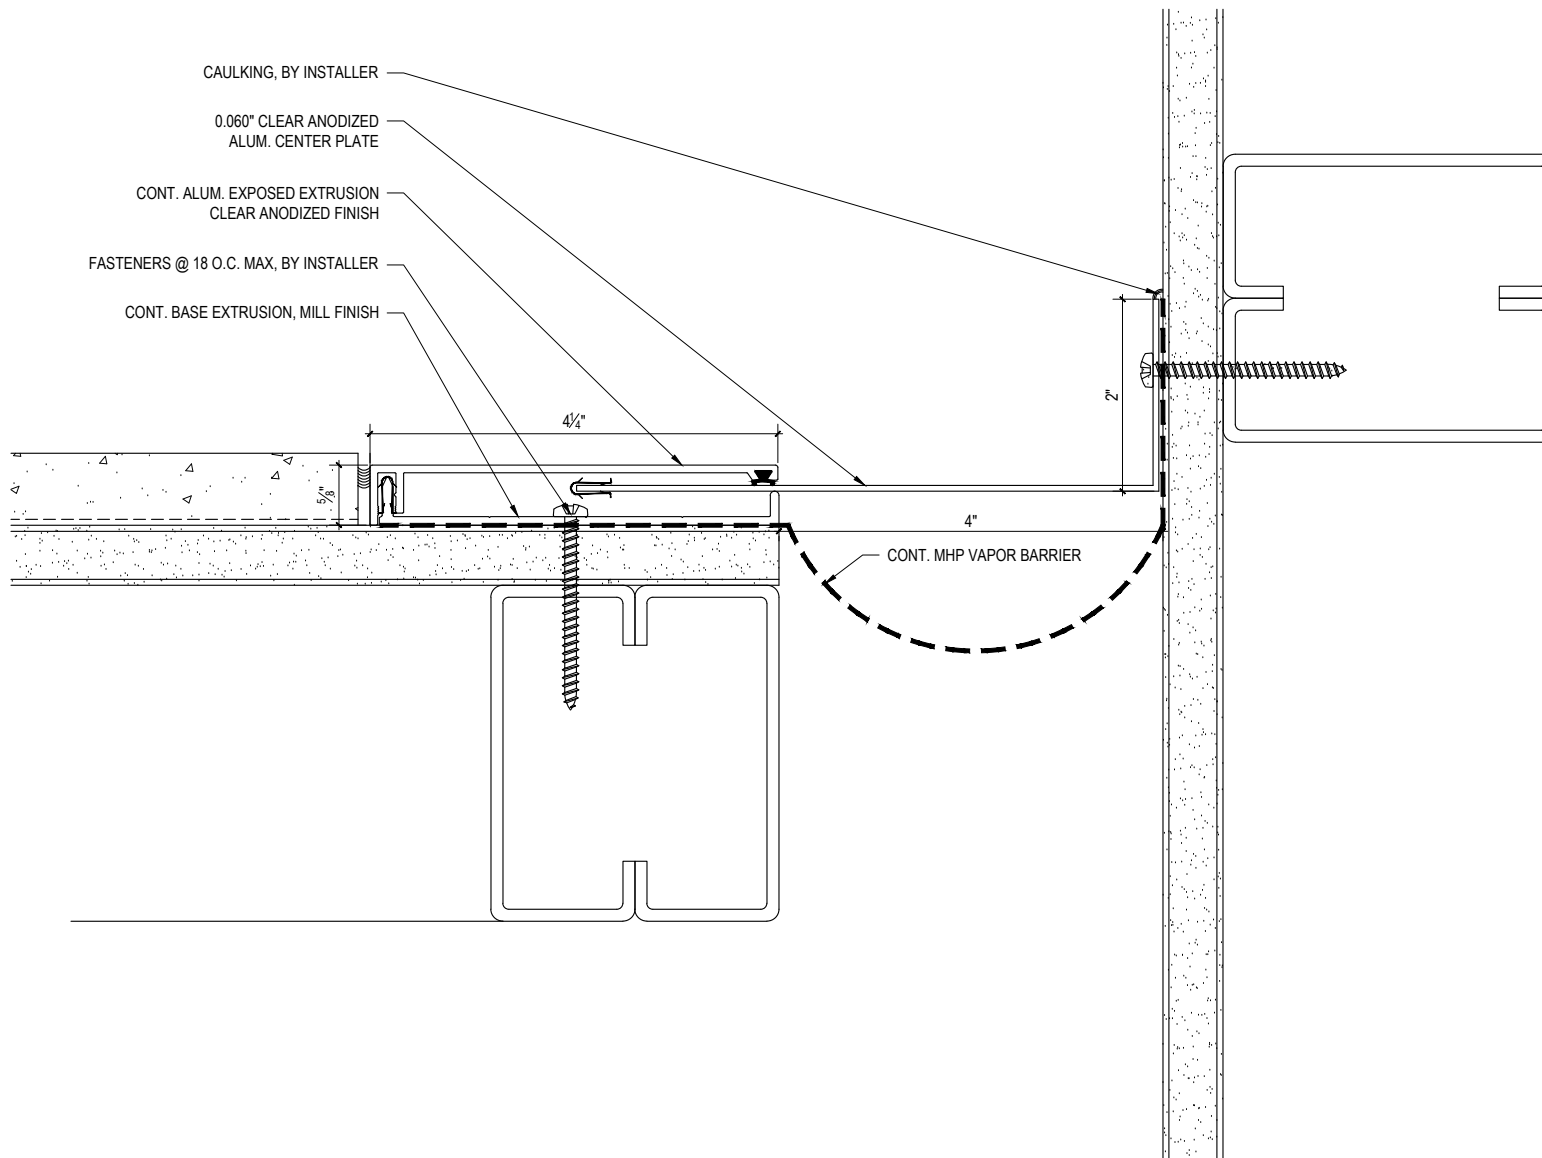 CAULKING, BY INSTALLER
0.060" CLEAR ANODIZED
ALUM. CENTER PLATE
CONT. ALUM. EXPOSED EXTRUSION
CLEAR ANODIZED FINISH
FASTENERS @ 18 O.C. MAX, BY INSTALLER
CONT. BASE EXTRUSION, MILL FINISH
2"
4¼"
⅝"
4"
CONT. MHP VAPOR BARRIER